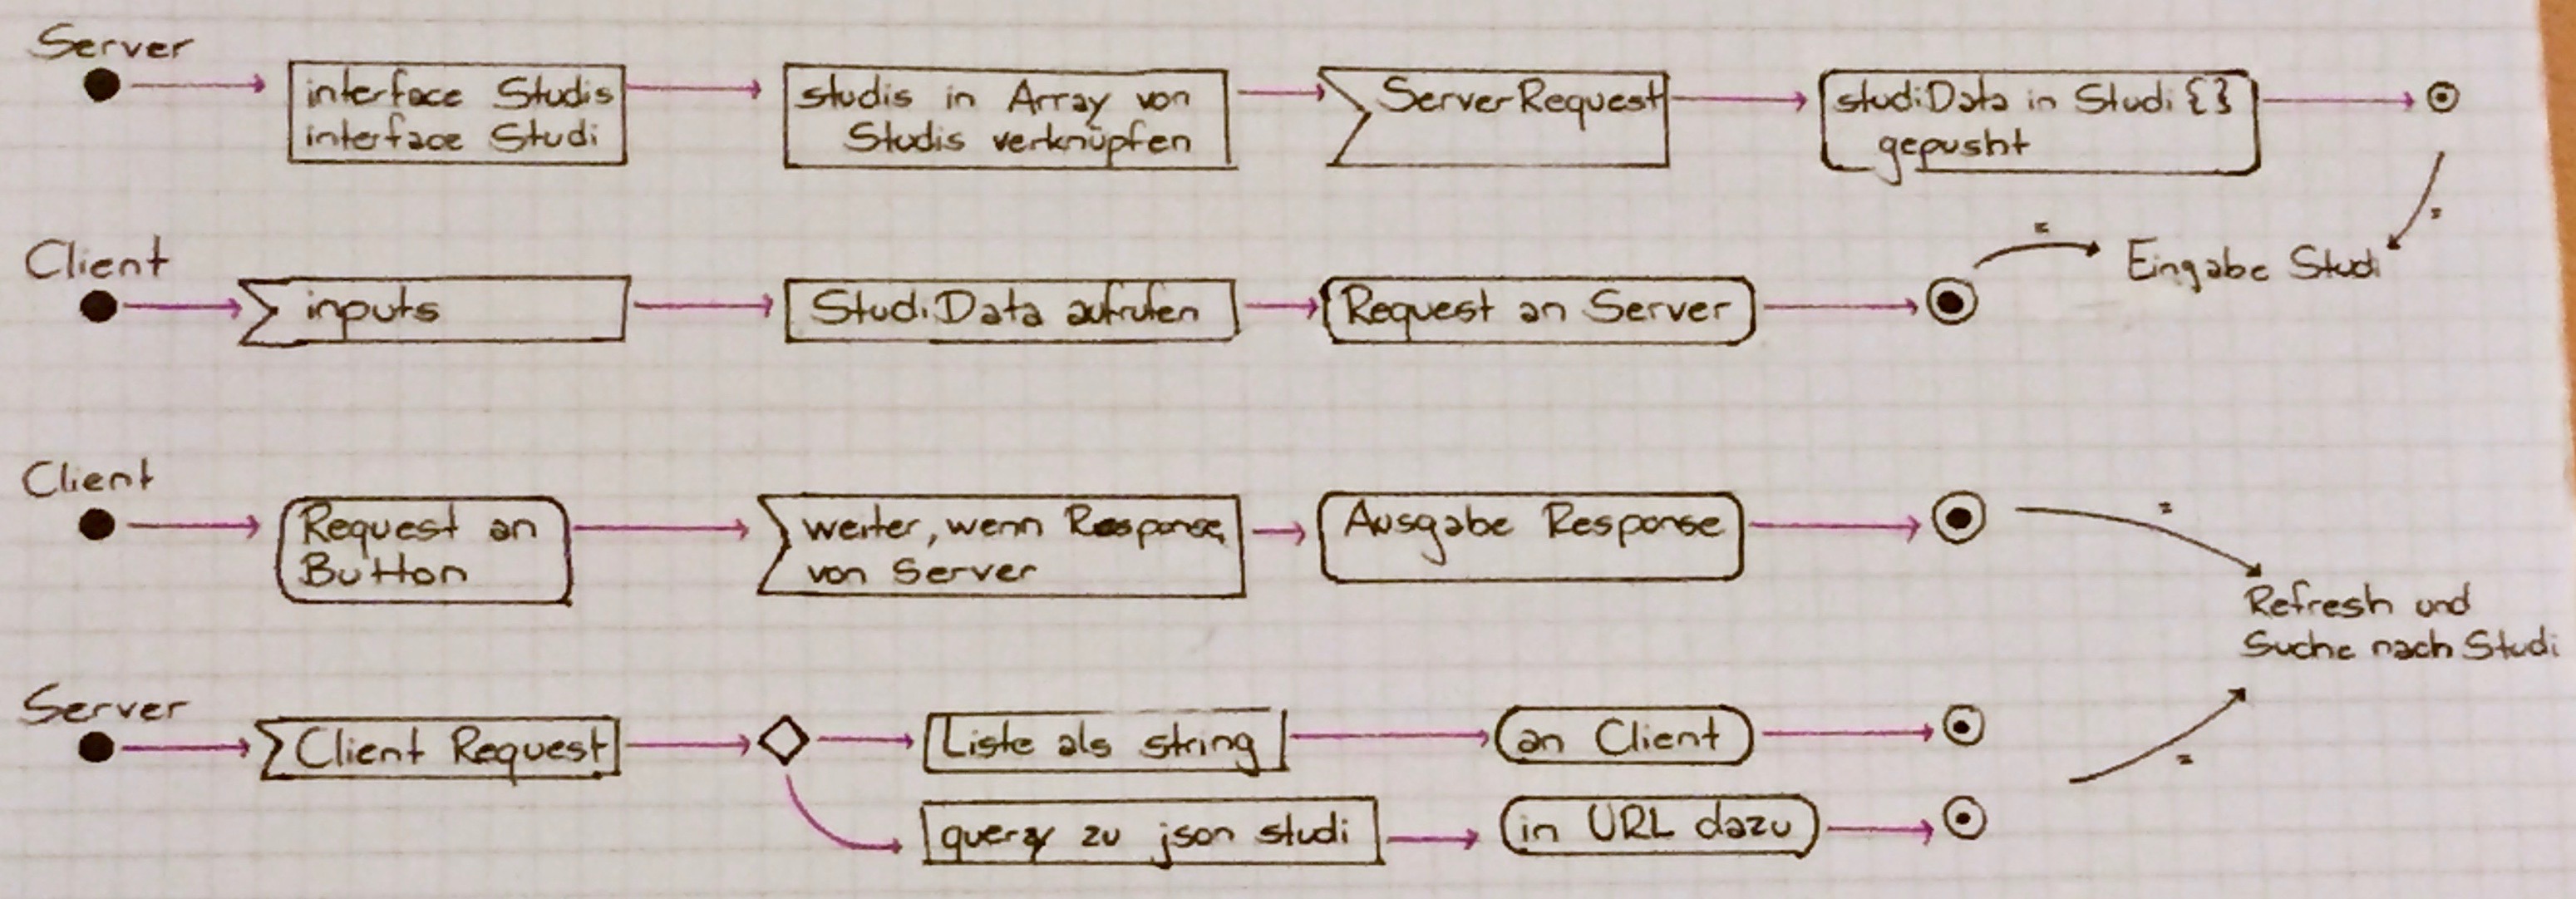 Server
interface Studis
interface Studi
studis in Array von
Studis verknüpfen
ServerRequest
studiData in Studi {}
gepusht
Client
inputs
StudiData aufrufen
Request an Server
=
=
Eingabe Studi
Client
Request an
Button
weiter, wenn Response
von Server
Ausgabe Response
=
Refresh und
Suche nach Studi
Server
Client Request
Liste als string
an Client
=
query zu json studi
in URL dazu